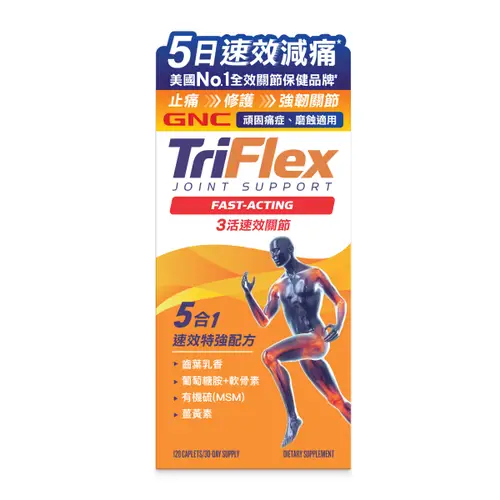 5日速效減痛*
美國No.1全效關節保健品牌#
止痛 》》 修護 》》 強韌關節
GNC 頑固痛症、磨蝕適用
TriFlex
JOINT SUPPORT
FAST-ACTING
3活速效關節
5合1
速效特強配方
▸ 齒葉乳香
▸ 葡萄糖胺+軟骨素
▸ 有機硫(MSM)
▸ 薑黃素
120 CAPLETS/30-DAY SUPPLY DIETARY SUPPLEMENT